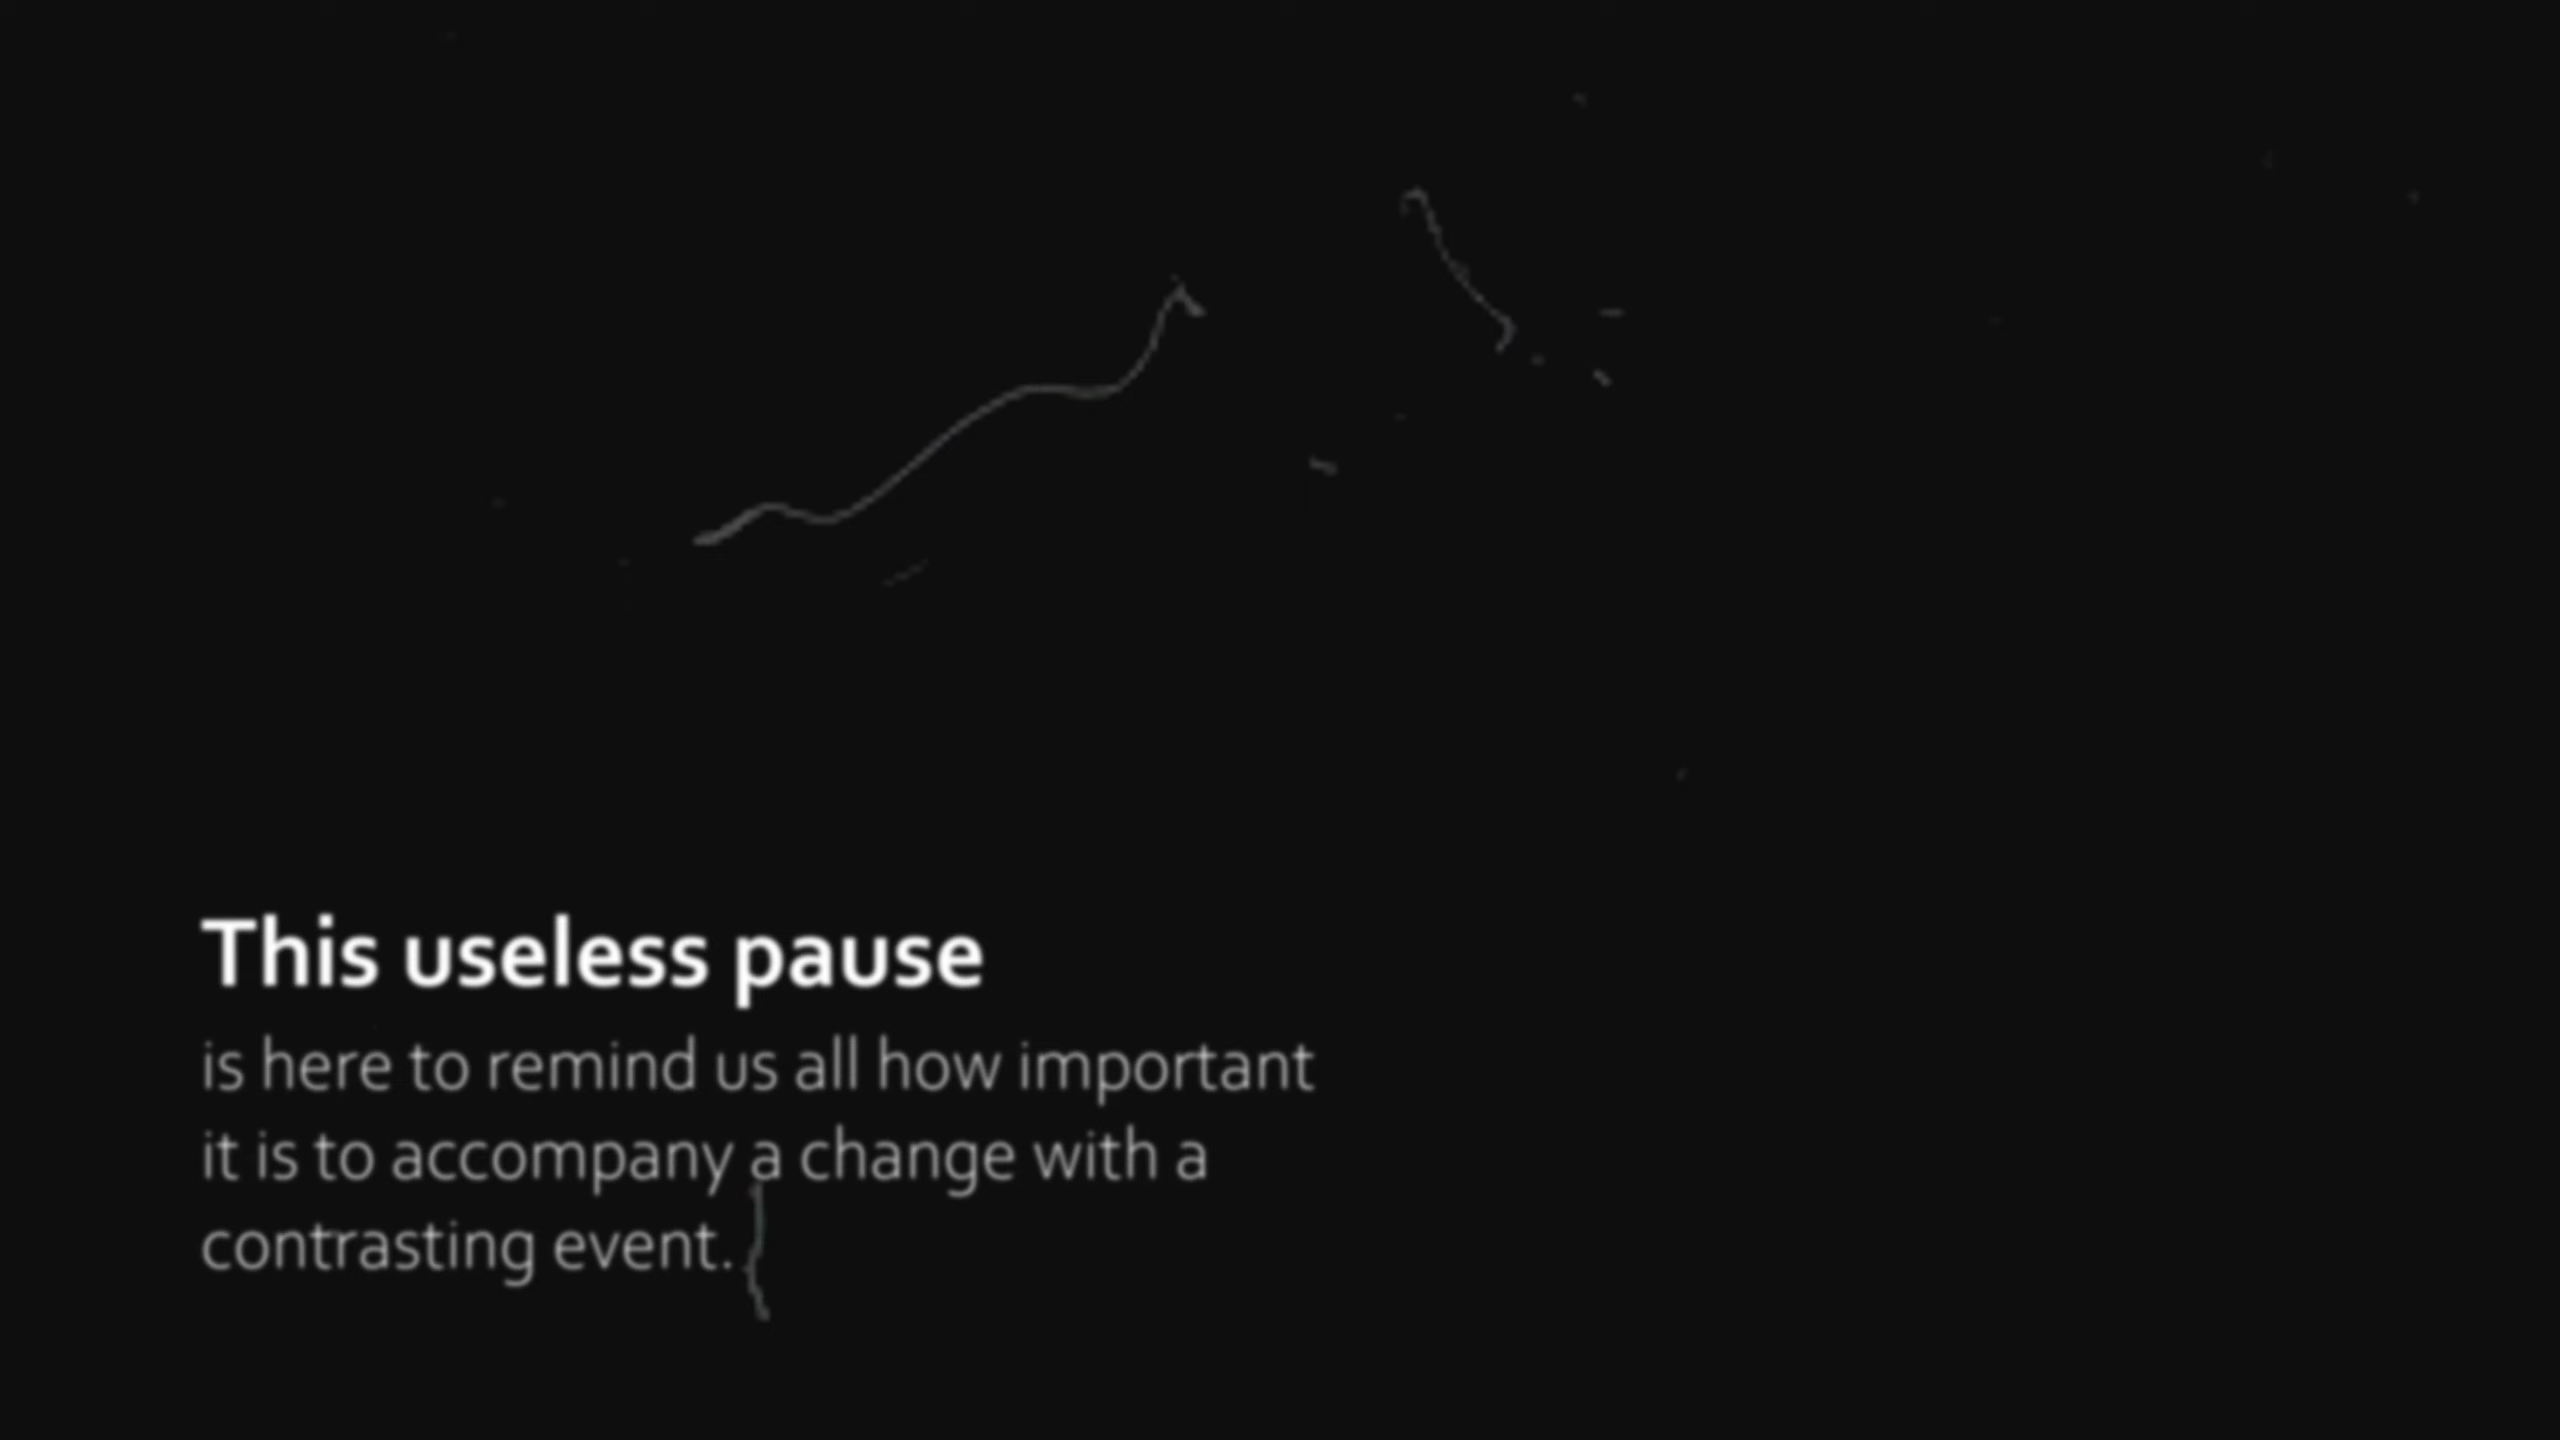 This useless pause
is here to remind us all how important
it is to accompany a change with a
contrasting event.